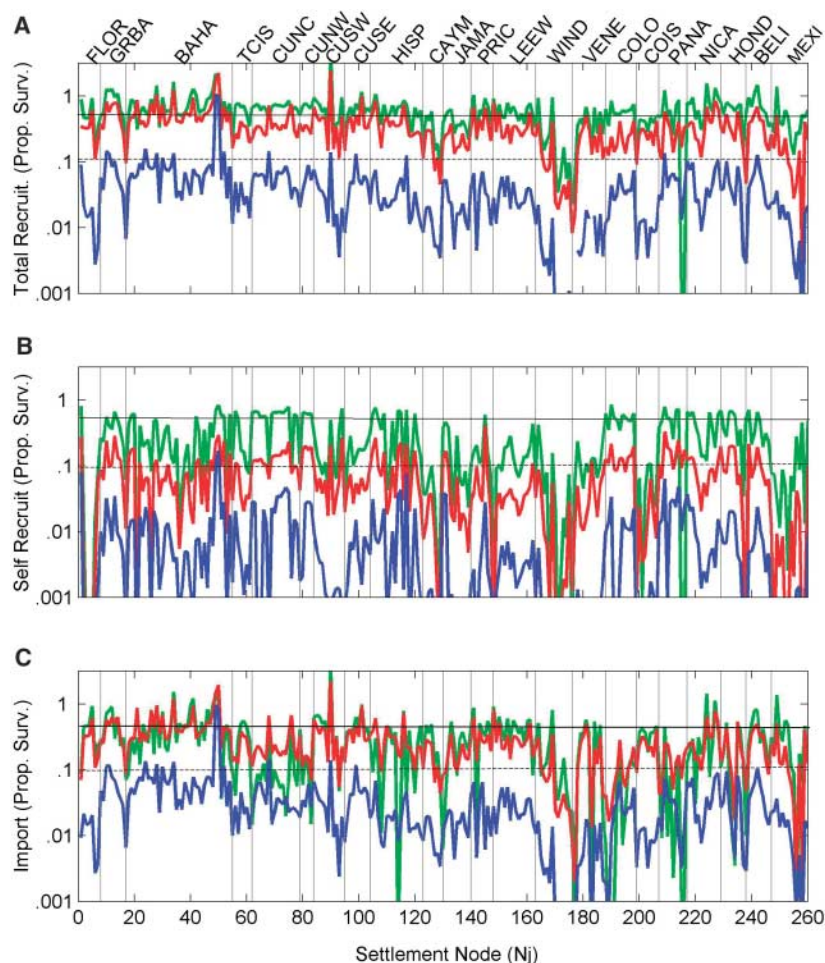 A
FLOR GRBA BAHA TCIS CUNC CUNW CUSW CUSE HISP CAYM JAMA PRIC LEEW WIND VENE COLO COIS PANA NICA HOND BELI MEXI
Total Recruit. (Prop. Surv.)
1
.1
.01
.001
B
Self Recruit (Prop. Surv.)
1
.1
.01
.001
C
Import (Prop. Surv.)
1
.1
.01
.001
0 20 40 60 80 100 120 140 160 180 200 220 240 260
Settlement Node (Nj)